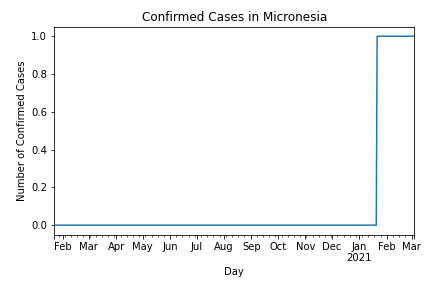 Confirmed Cases in Micronesia
Number of Confirmed Cases
1.0
0.8
0.6
0.4
0.2
0.0
Feb Mar Apr May Jun Jul Aug Sep Oct Nov Dec Jan Feb Mar
2021
Day